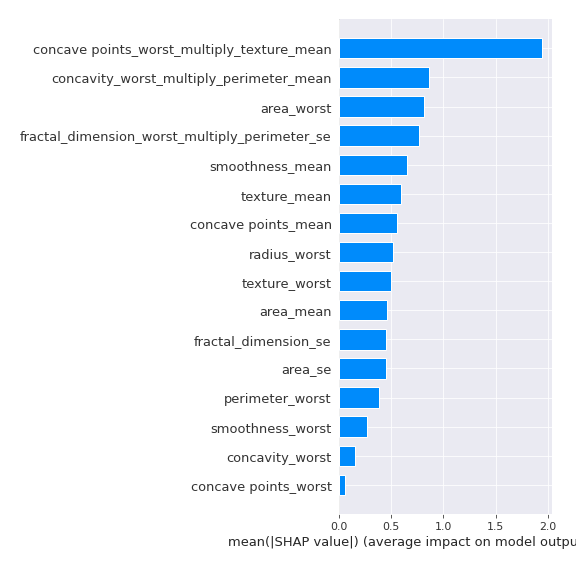 concave points_worst_multiply_texture_mean
concavity_worst_multiply_perimeter_mean
area_worst
fractal_dimension_worst_multiply_perimeter_se
smoothness_mean
texture_mean
concave points_mean
radius_worst
texture_worst
area_mean
fractal_dimension_se
area_se
perimeter_worst
smoothness_worst
concavity_worst
concave points_worst
0.0 0.5 1.0 1.5 2.0
mean(|SHAP value|) (average impact on model outpu